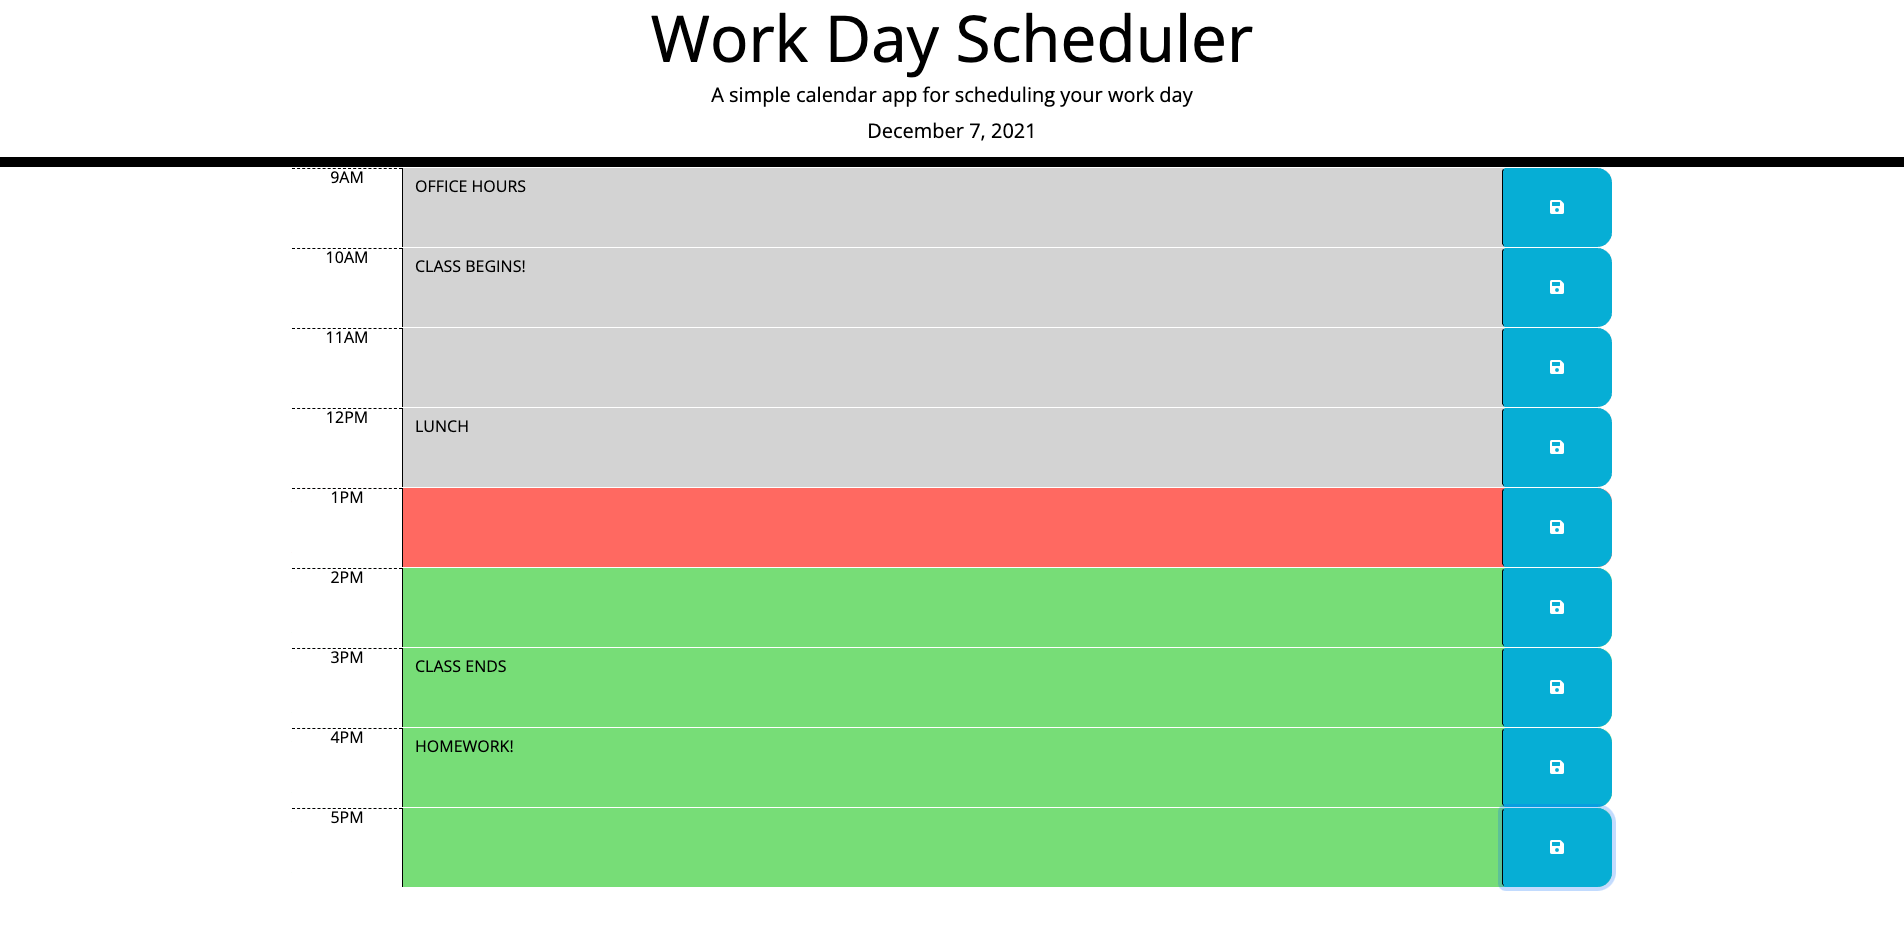 Work Day Scheduler
A simple calendar app for scheduling your work day
December 7, 2021
9AM
OFFICE HOURS
10AM
CLASS BEGINS!
11AM
12PM
LUNCH
1PM
2PM
3PM
CLASS ENDS
4PM
HOMEWORK!
5PM